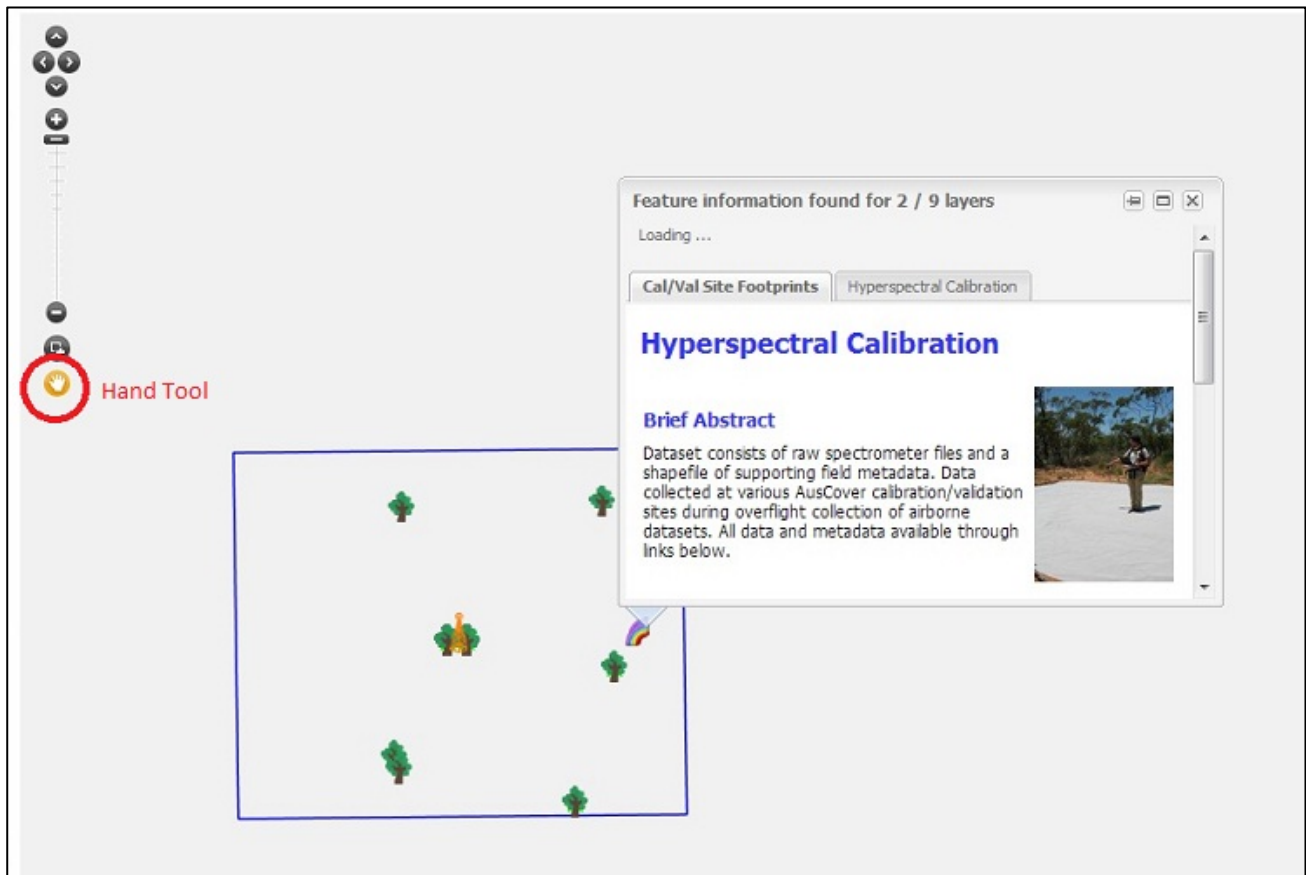 Feature information found for 2 / 9 layers
Loading ...
Cal/Val Site Footprints
Hyperspectral Calibration
Hyperspectral Calibration
Hand Tool
Brief Abstract
Dataset consists of raw spectrometer files and a
shapefile of supporting field metadata. Data
collected at various AusCover calibration/validation
sites during overflight collection of airborne
datasets. All data and metadata available through
links below.